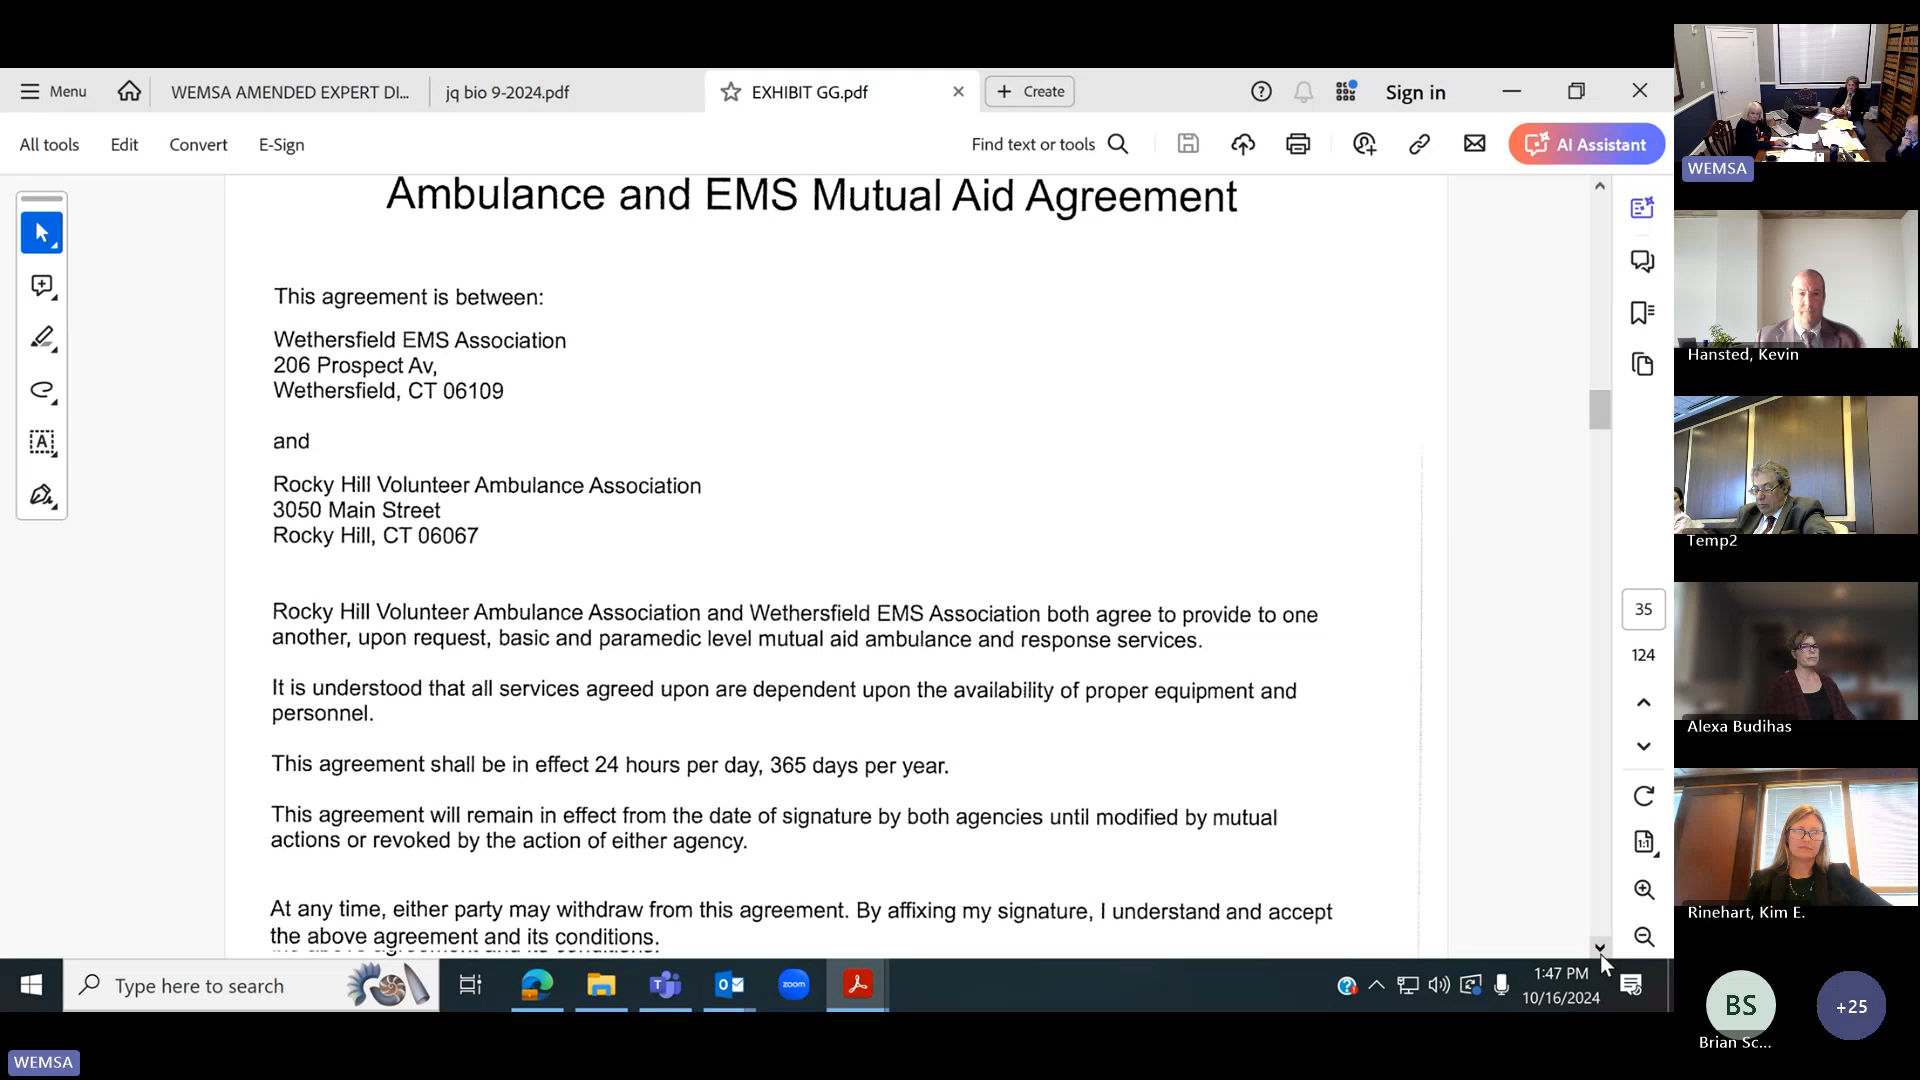 Menu
WEMSA AMENDED EXPERT DI...
jq bio 9-2024.pdf
EXHIBIT GG.pdf
Create
Sign in
All tools
Edit
Convert
E-Sign
Find text or tools
AI Assistant
Ambulance and EMS Mutual Aid Agreement
This agreement is between:
Wethersfield EMS Association
206 Prospect Av,
Wethersfield, CT 06109
and
Rocky Hill Volunteer Ambulance Association
3050 Main Street
Rocky Hill, CT 06067
Rocky Hill Volunteer Ambulance Association and Wethersfield EMS Association both agree to provide to one
another, upon request, basic and paramedic level mutual aid ambulance and response services.
It is understood that all services agreed upon are dependent upon the availability of proper equipment and
personnel.
This agreement shall be in effect 24 hours per day, 365 days per year.
This agreement will remain in effect from the date of signature by both agencies until modified by mutual
actions or revoked by the action of either agency.
At any time, either party may withdraw from this agreement. By affixing my signature, I understand and accept
the above agreement and its conditions.
35
124
1:1
Type here to search
zoom
1:47 PM
10/16/2024
WEMSA
WEMSA
Hansted, Kevin
Temp2
Alexa Budihas
Rinehart, Kim E.
BS
Brian Sc...
+25